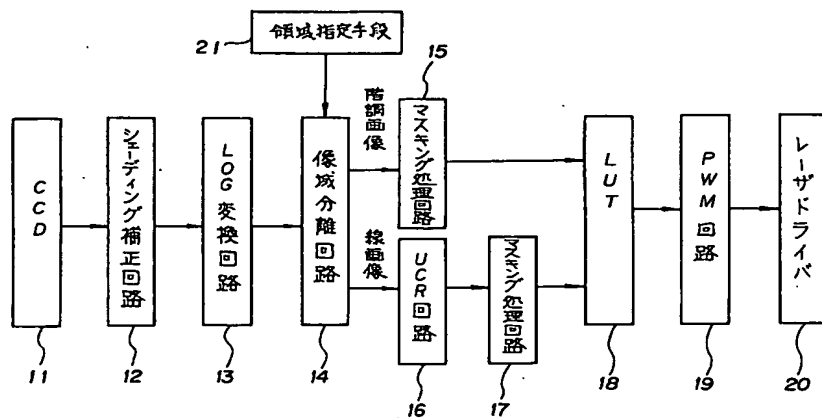 21
領域指定手段
CCD
11
シェーディング補正回路
12
LOG変換回路
13
像域分離回路
14
階調画像
15
マスキング処理回路
線画像
UCR回路
16
マスキング処理回路
17
LUT
18
PWM回路
19
レーザドライバ
20